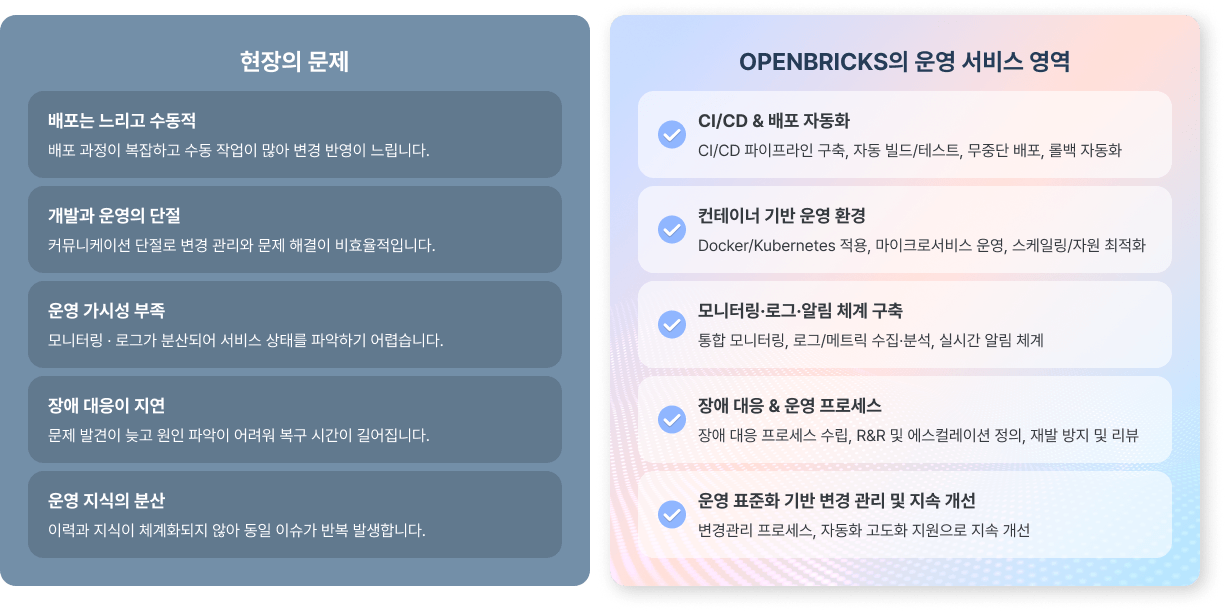 현장의 문제
배포는 느리고 수동적
배포 과정이 복잡하고 수동 작업이 많아 변경 반영이 느립니다.
개발과 운영의 단절
커뮤니케이션 단절로 변경 관리와 문제 해결이 비효율적입니다.
운영 가시성 부족
모니터링 · 로그가 분산되어 서비스 상태를 파악하기 어렵습니다.
장애 대응이 지연
문제 발견이 늦고 원인 파악이 어려워 복구 시간이 길어집니다.
운영 지식의 분산
이력과 지식이 체계화되지 않아 동일 이슈가 반복 발생합니다.
OPENBRICKS의 운영 서비스 영역
CI/CD & 배포 자동화
CI/CD 파이프라인 구축, 자동 빌드/테스트, 무중단 배포, 롤백 자동화
컨테이너 기반 운영 환경
Docker/Kubernetes 적용, 마이크로서비스 운영, 스케일링/자원 최적화
모니터링·로그·알림 체계 구축
통합 모니터링, 로그/메트릭 수집·분석, 실시간 알림 체계
장애 대응 & 운영 프로세스
장애 대응 프로세스 수립, R&R 및 에스컬레이션 정의, 재발 방지 및 리뷰
운영 표준화 기반 변경 관리 및 지속 개선
변경관리 프로세스, 자동화 고도화 지원으로 지속 개선